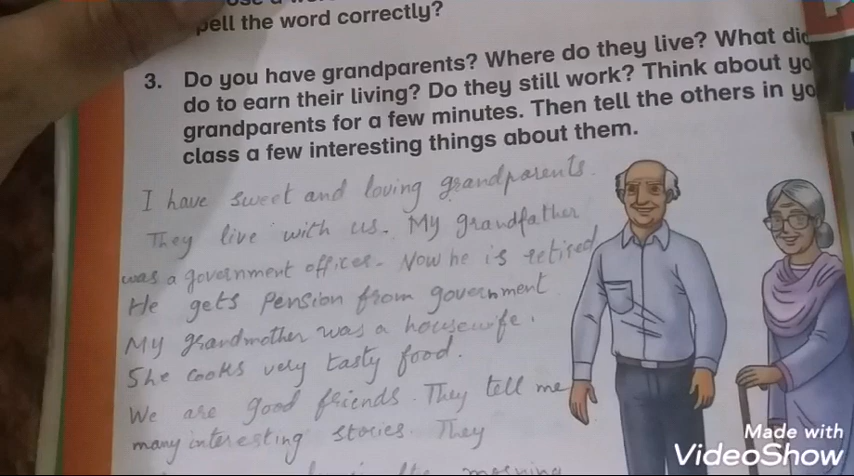 pell the word correctly?
3. Do you have grandparents? Where do they live? What did
do to earn their living? Do they still work? Think about yo
grandparents for a few minutes. Then tell the others in yo
class a few interesting things about them.
I have sweet and loving grandparents.
They live with us. My grandfather
was a government officer. Now he is retired
He gets Pension from government
My grandmother was a housewife.
She cooks very tasty food.
We are good friends. They tell me
many interesting stories. They
morning
Made with
VideoShow